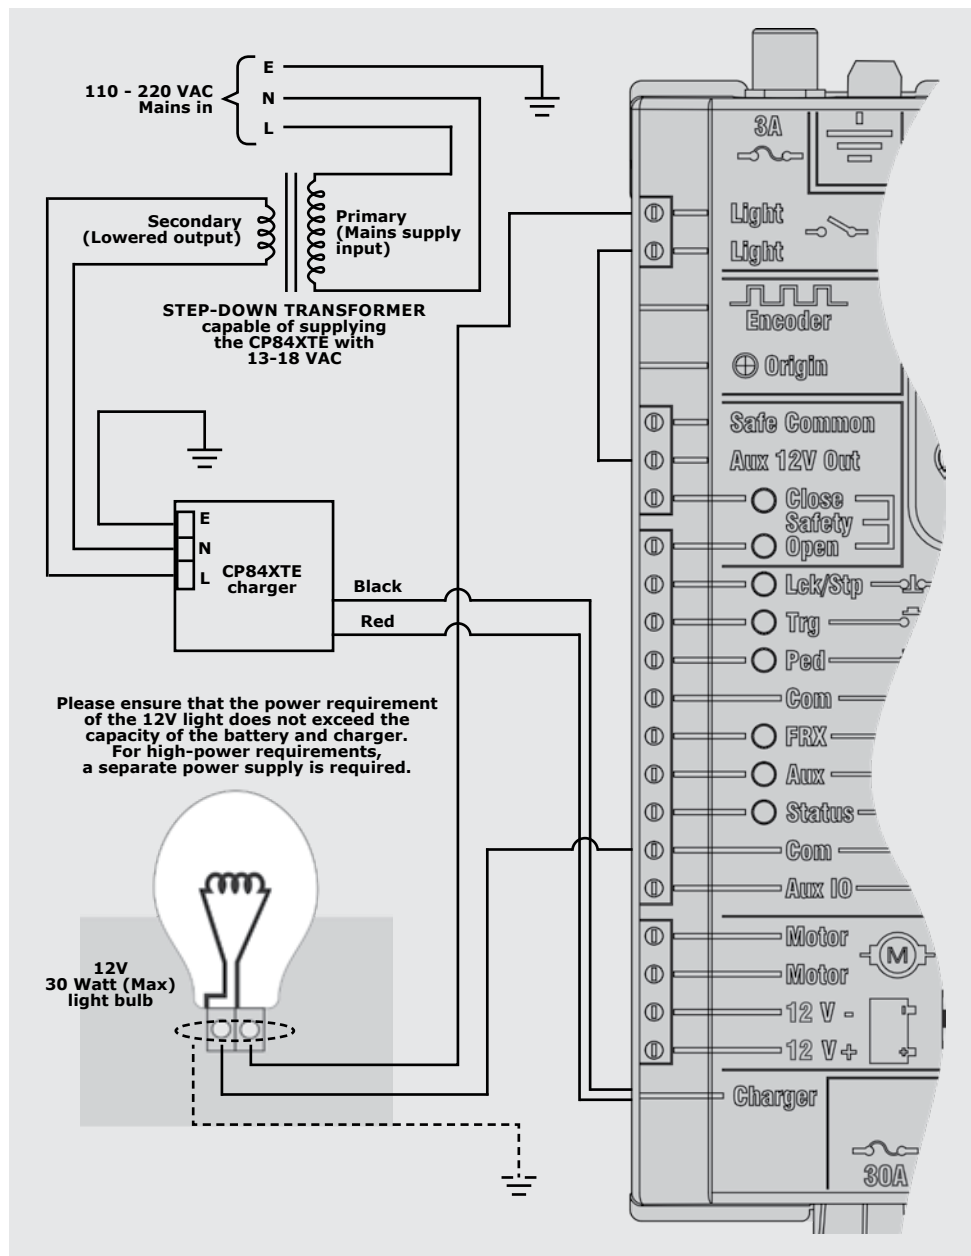 E
110 - 220 VAC
Mains in
N
L
3A
Secondary
(Lowered output)
Primary
(Mains supply
input)
Light
Light
STEP-DOWN TRANSFORMER
capable of supplying
the CP84XTE with
13-18 VAC
Encoder
Origin
Safe Common
Aux 12V Out
Close
Safety
Open
E
N
L
CP84XTE
charger
Black
Red
Lck/Stp
Trg
Ped
Com
FRX
Aux
Status
Com
Aux IO
Please ensure that the power requirement
of the 12V light does not exceed the
capacity of the battery and charger.
For high-power requirements,
a separate power supply is required.
12V
30 Watt (Max)
light bulb
Motor
M
Motor
12 V -
12 V +
Charger
30A